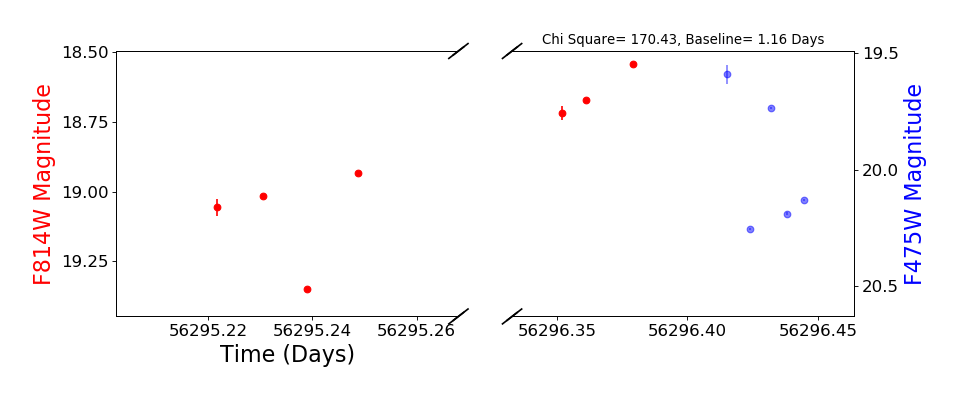 Chi Square= 170.43, Baseline= 1.16 Days
18.50
18.75
19.00
19.25
F814W Magnitude
19.5
20.0
20.5
F475W Magnitude
56295.22 56295.24 56295.26 56296.35 56296.40 56296.45
Time (Days)